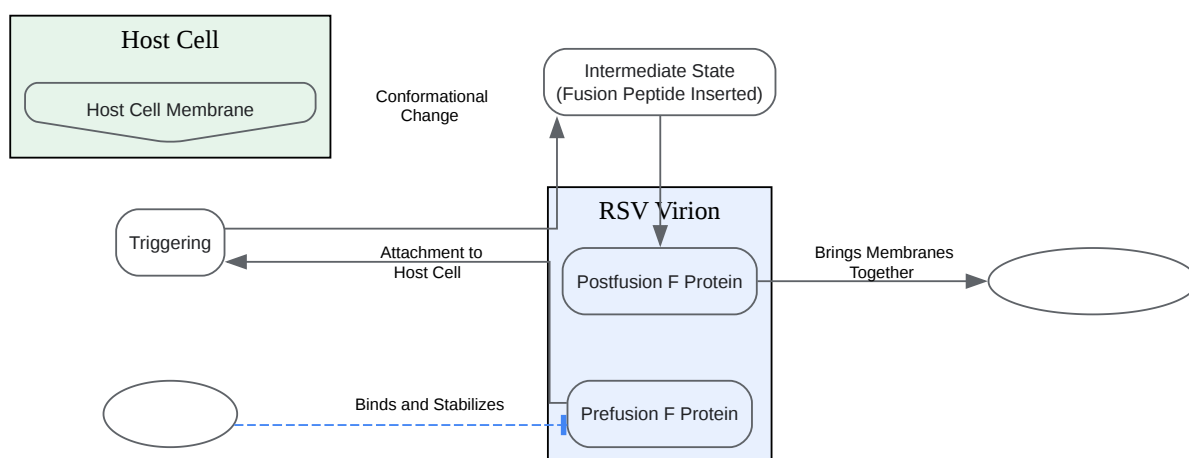 Host Cell
Host Cell Membrane
Intermediate State
(Fusion Peptide Inserted)
Conformational
Change
RSV Virion
Triggering
Attachment to
Host Cell
Postfusion F Protein
Brings Membranes
Together
Binds and Stabilizes
Prefusion F Protein